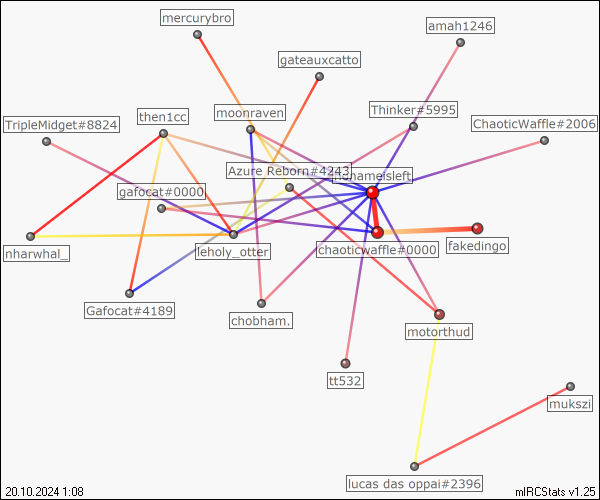 mercurybro
amah1246
gateauxcatto
Thinker#5995
moonraven
then1cc
TripleMidget#8824
ChaoticWaffle#2006
Azure Reborn#4243
nonameisleft
gafocat#0000
nharwhal_
leholy_otter
chaoticwaffle#0000
fakedingo
Gafocat#4189
chobham.
motorthud
tt532
mukszi
lucas das oppai#2396
20.10.2024 1:08
mIRCStats v1.25